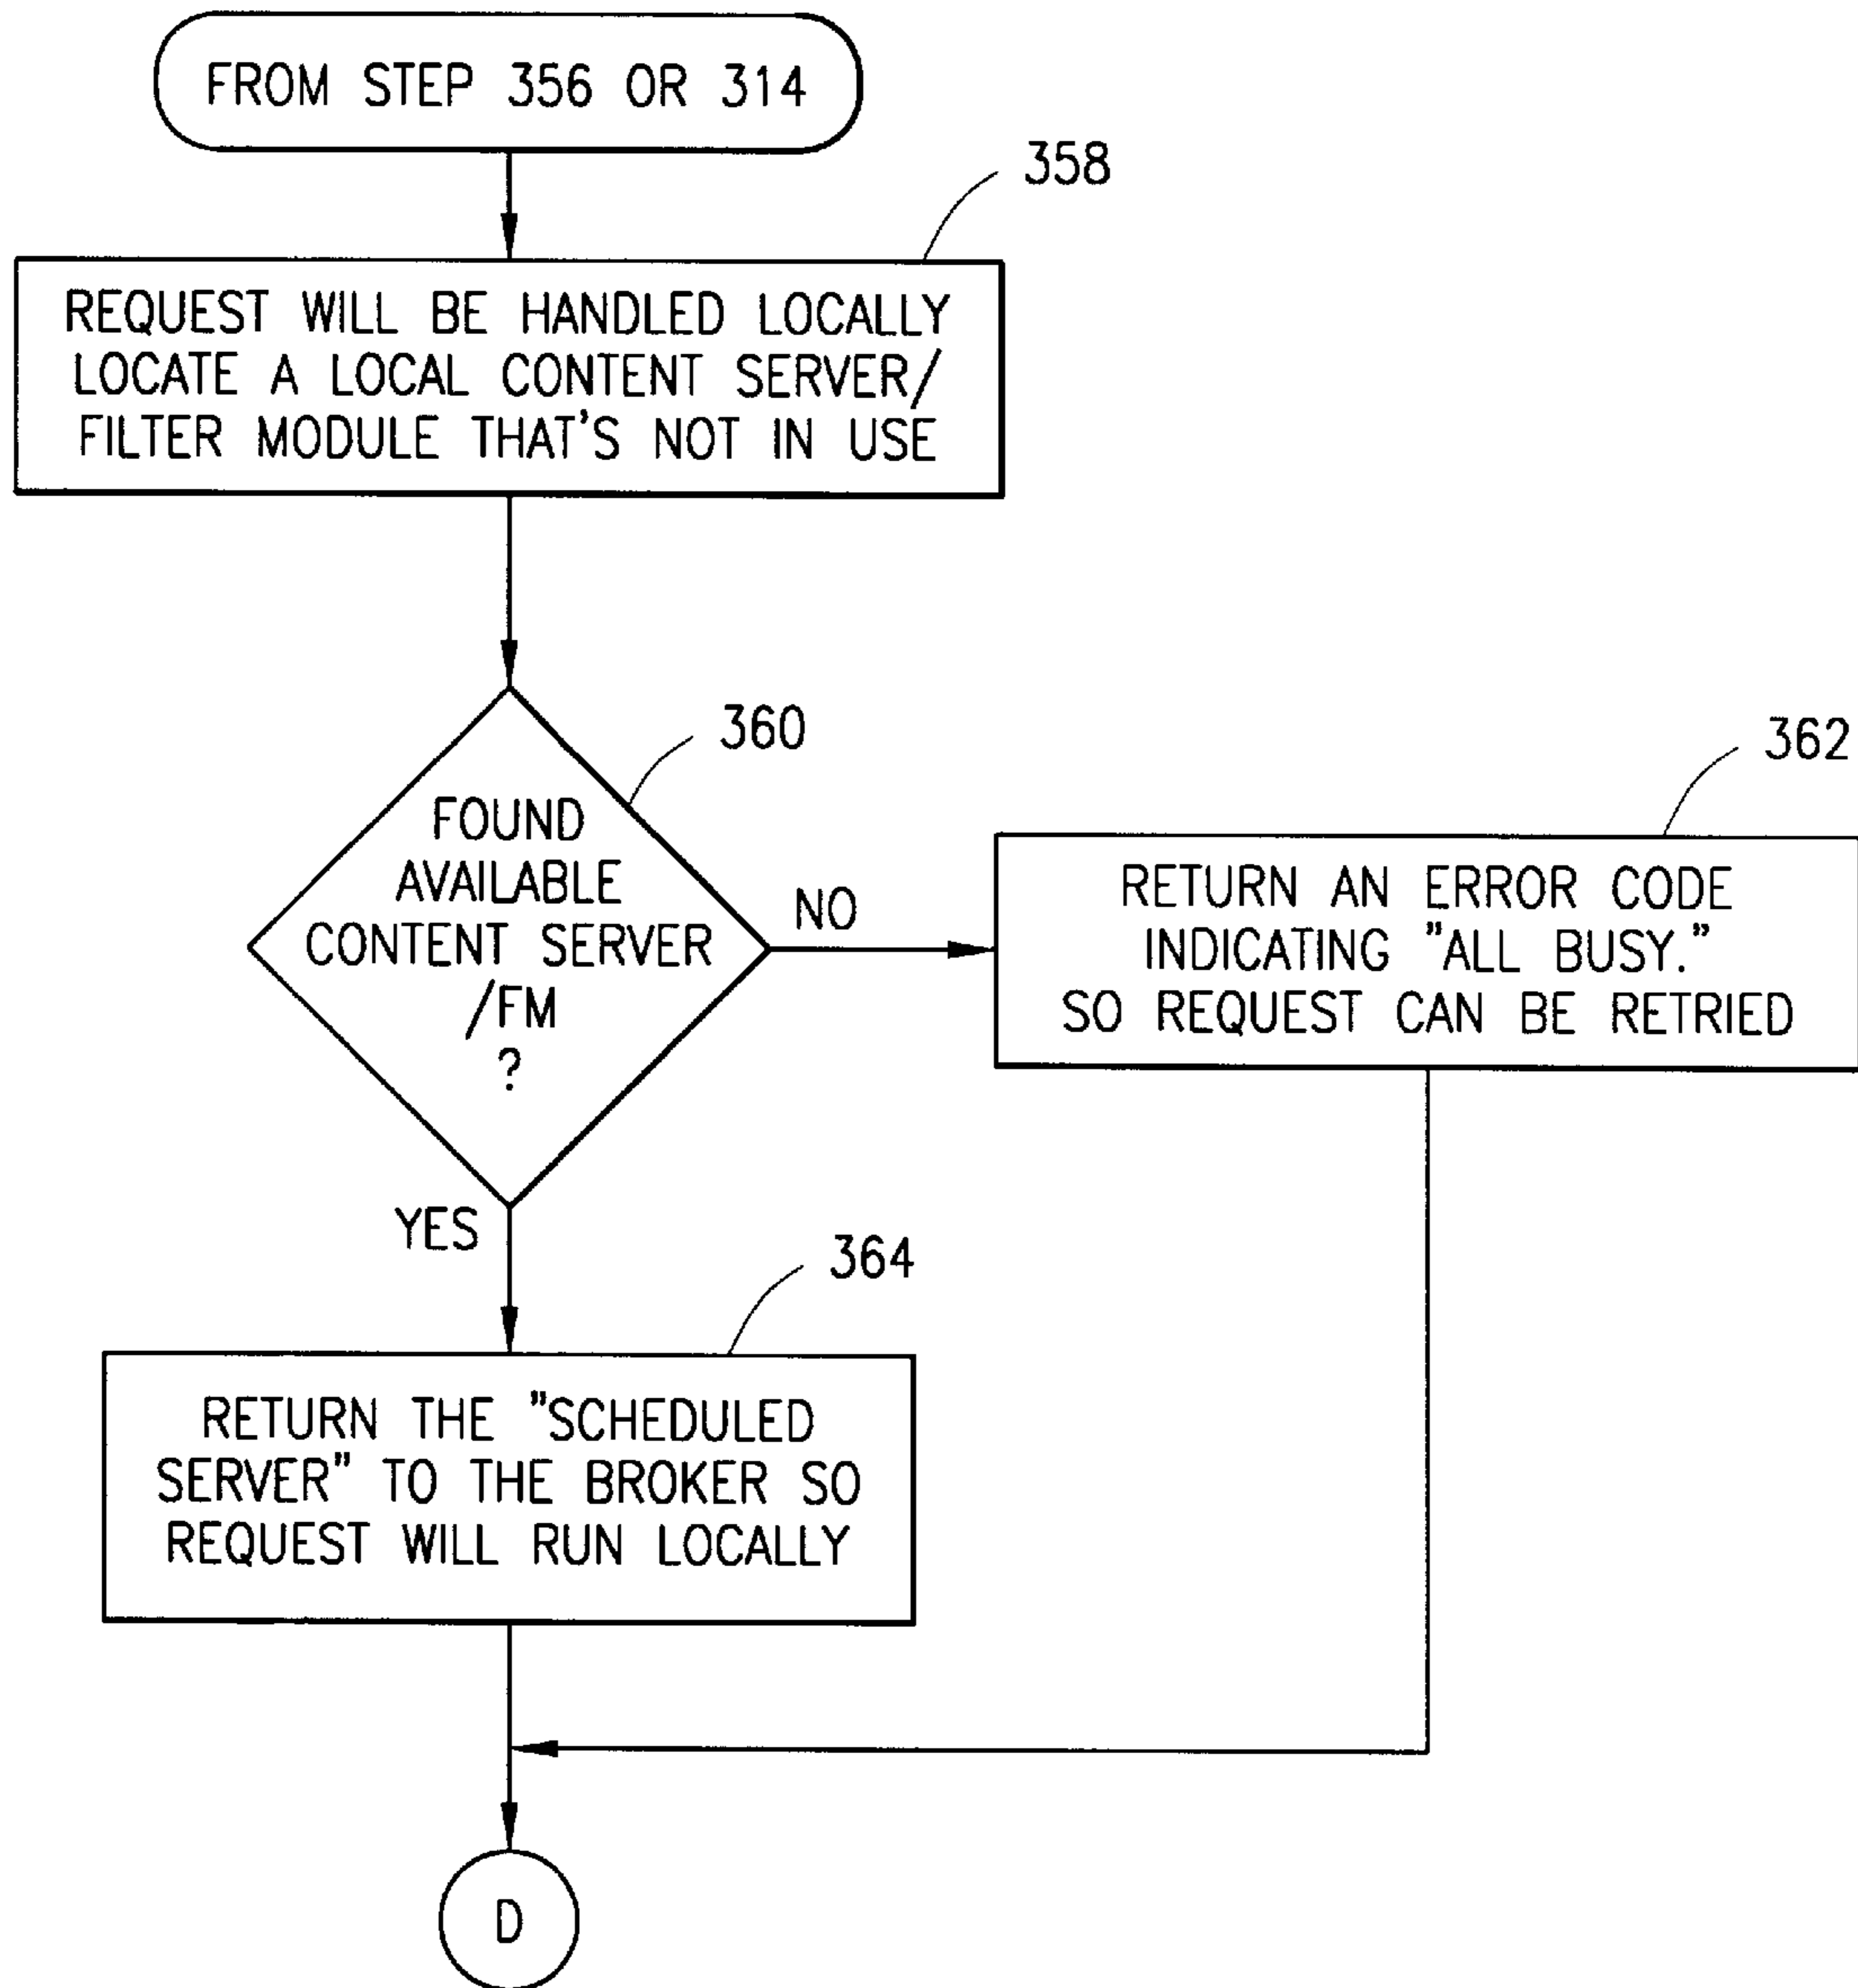 FROM STEP 356 OR 314
358
REQUEST WILL BE HANDLED LOCALLY
LOCATE A LOCAL CONTENT SERVER/
FILTER MODULE THAT'S NOT IN USE
360
FOUND
AVAILABLE
CONTENT SERVER
/FM
?
NO
362
RETURN AN ERROR CODE
INDICATING "ALL BUSY."
SO REQUEST CAN BE RETRIED
YES
364
RETURN THE "SCHEDULED
SERVER" TO THE BROKER SO
REQUEST WILL RUN LOCALLY
D